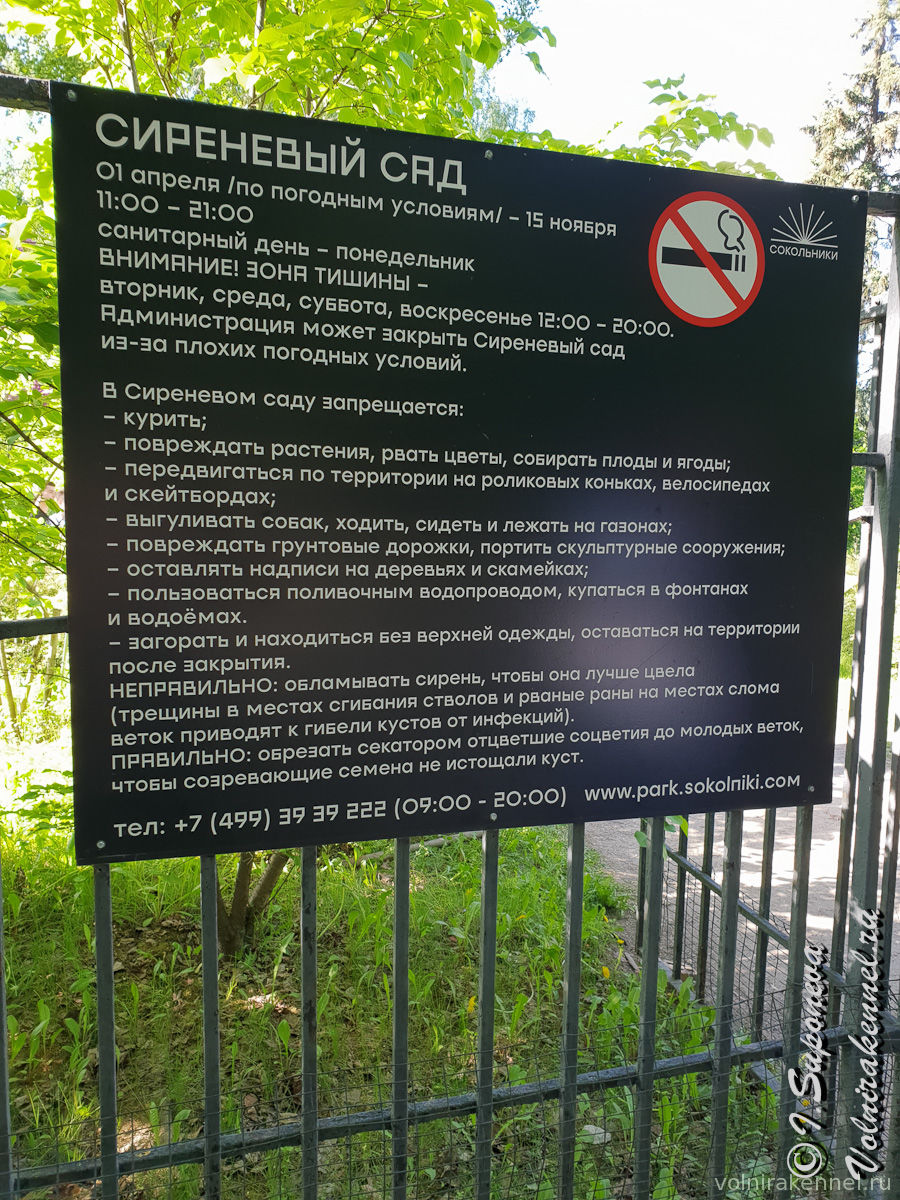 СИРЕНЕВЫЙ САД
01 апреля /по погодным условиям/ – 15 ноября
11:00 – 21:00
санитарный день – понедельник
ВНИМАНИЕ! ЗОНА ТИШИНЫ –
вторник, среда, суббота, воскресенье 12:00 – 20:00.
Администрация может закрыть Сиреневый сад
из-за плохих погодных условий.
СОКОЛЬНИКИ
В Сиреневом саду запрещается:
– курить;
– повреждать растения, рвать цветы, собирать плоды и ягоды;
– передвигаться по территории на роликовых коньках, велосипедах
и скейтбордах;
– выгуливать собак, ходить, сидеть и лежать на газонах;
– повреждать грунтовые дорожки, портить скульптурные сооружения;
– оставлять надписи на деревьях и скамейках;
– пользоваться поливочным водопроводом, купаться в фонтанах
и водоёмах.
– загорать и находиться без верхней одежды, оставаться на территории
после закрытия.
НЕПРАВИЛЬНО: обламывать сирень, чтобы она лучше цвела
(трещины в местах сгибания стволов и рваные раны на местах слома
веток приводят к гибели кустов от инфекций).
ПРАВИЛЬНО: обрезать секатором отцветшие соцветия до молодых веток,
чтобы созревающие семена не истощали куст.
тел: +7 (499) 39 39 222 (09:00 – 20:00) www.park.sokolniki.com
© I Suponova
Volnirakennel.ru
volnirakennel.ru